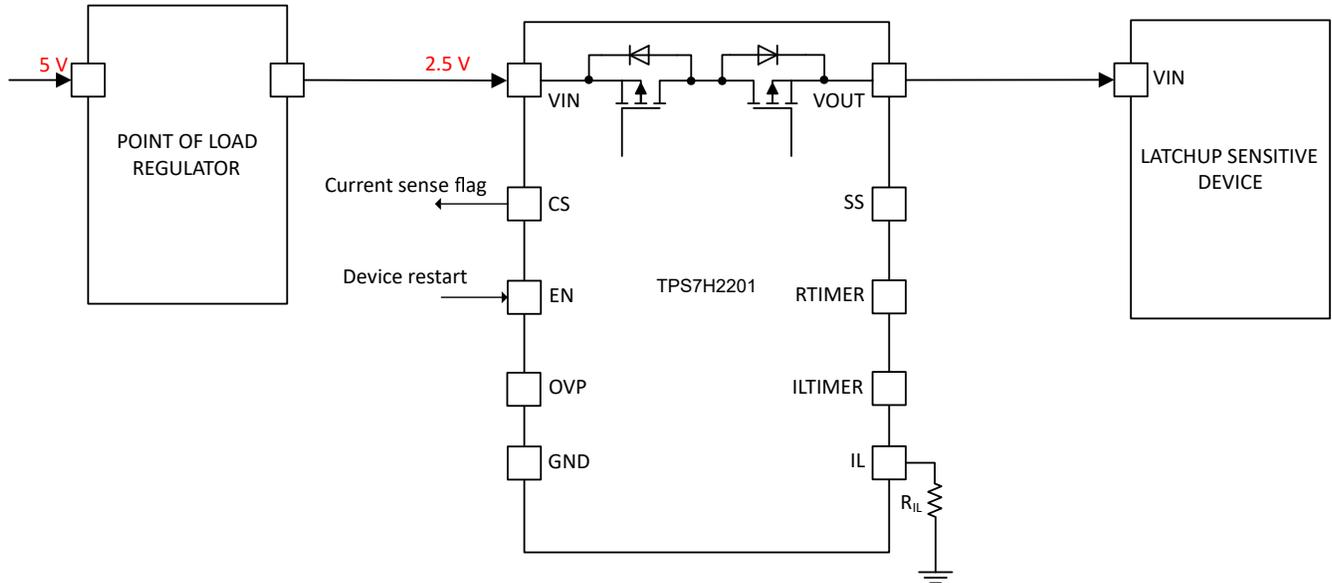 5 V
POINT OF LOAD
REGULATOR
2.5 V
VIN
VOUT
Current sense flag
CS
Device restart
EN
OVP
GND
TPS7H2201
SS
RTIMER
ILTIMER
IL
RIL
VIN
LATCHUP SENSITIVE
DEVICE